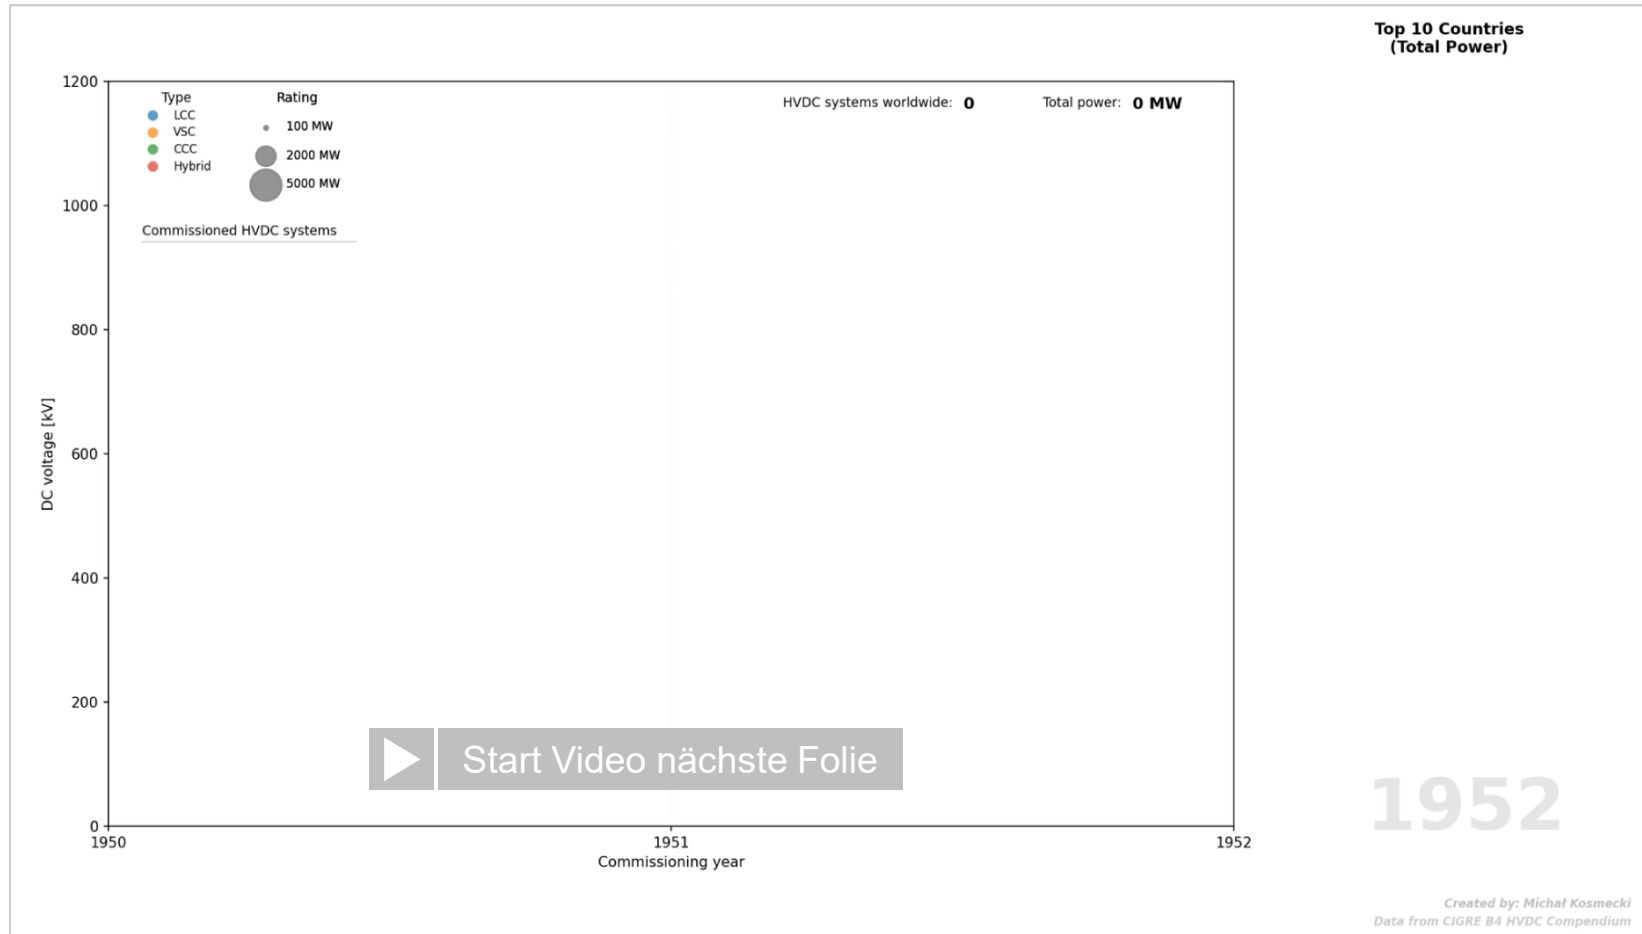 Top 10 Countries
(Total Power)
1200
Type
Rating
HVDC systems worldwide: 0
Total power: 0 MW
LCC
VSC
CCC
Hybrid
100 MW
2000 MW
5000 MW
1000
Commissioned HVDC systems
800
600
DC voltage [kV]
400
200
Start Video nächste Folie
1952
0
1950
1951
1952
Commissioning year
Created by: Michał Kosmecki
Data from CIGRE B4 HVDC Compendium